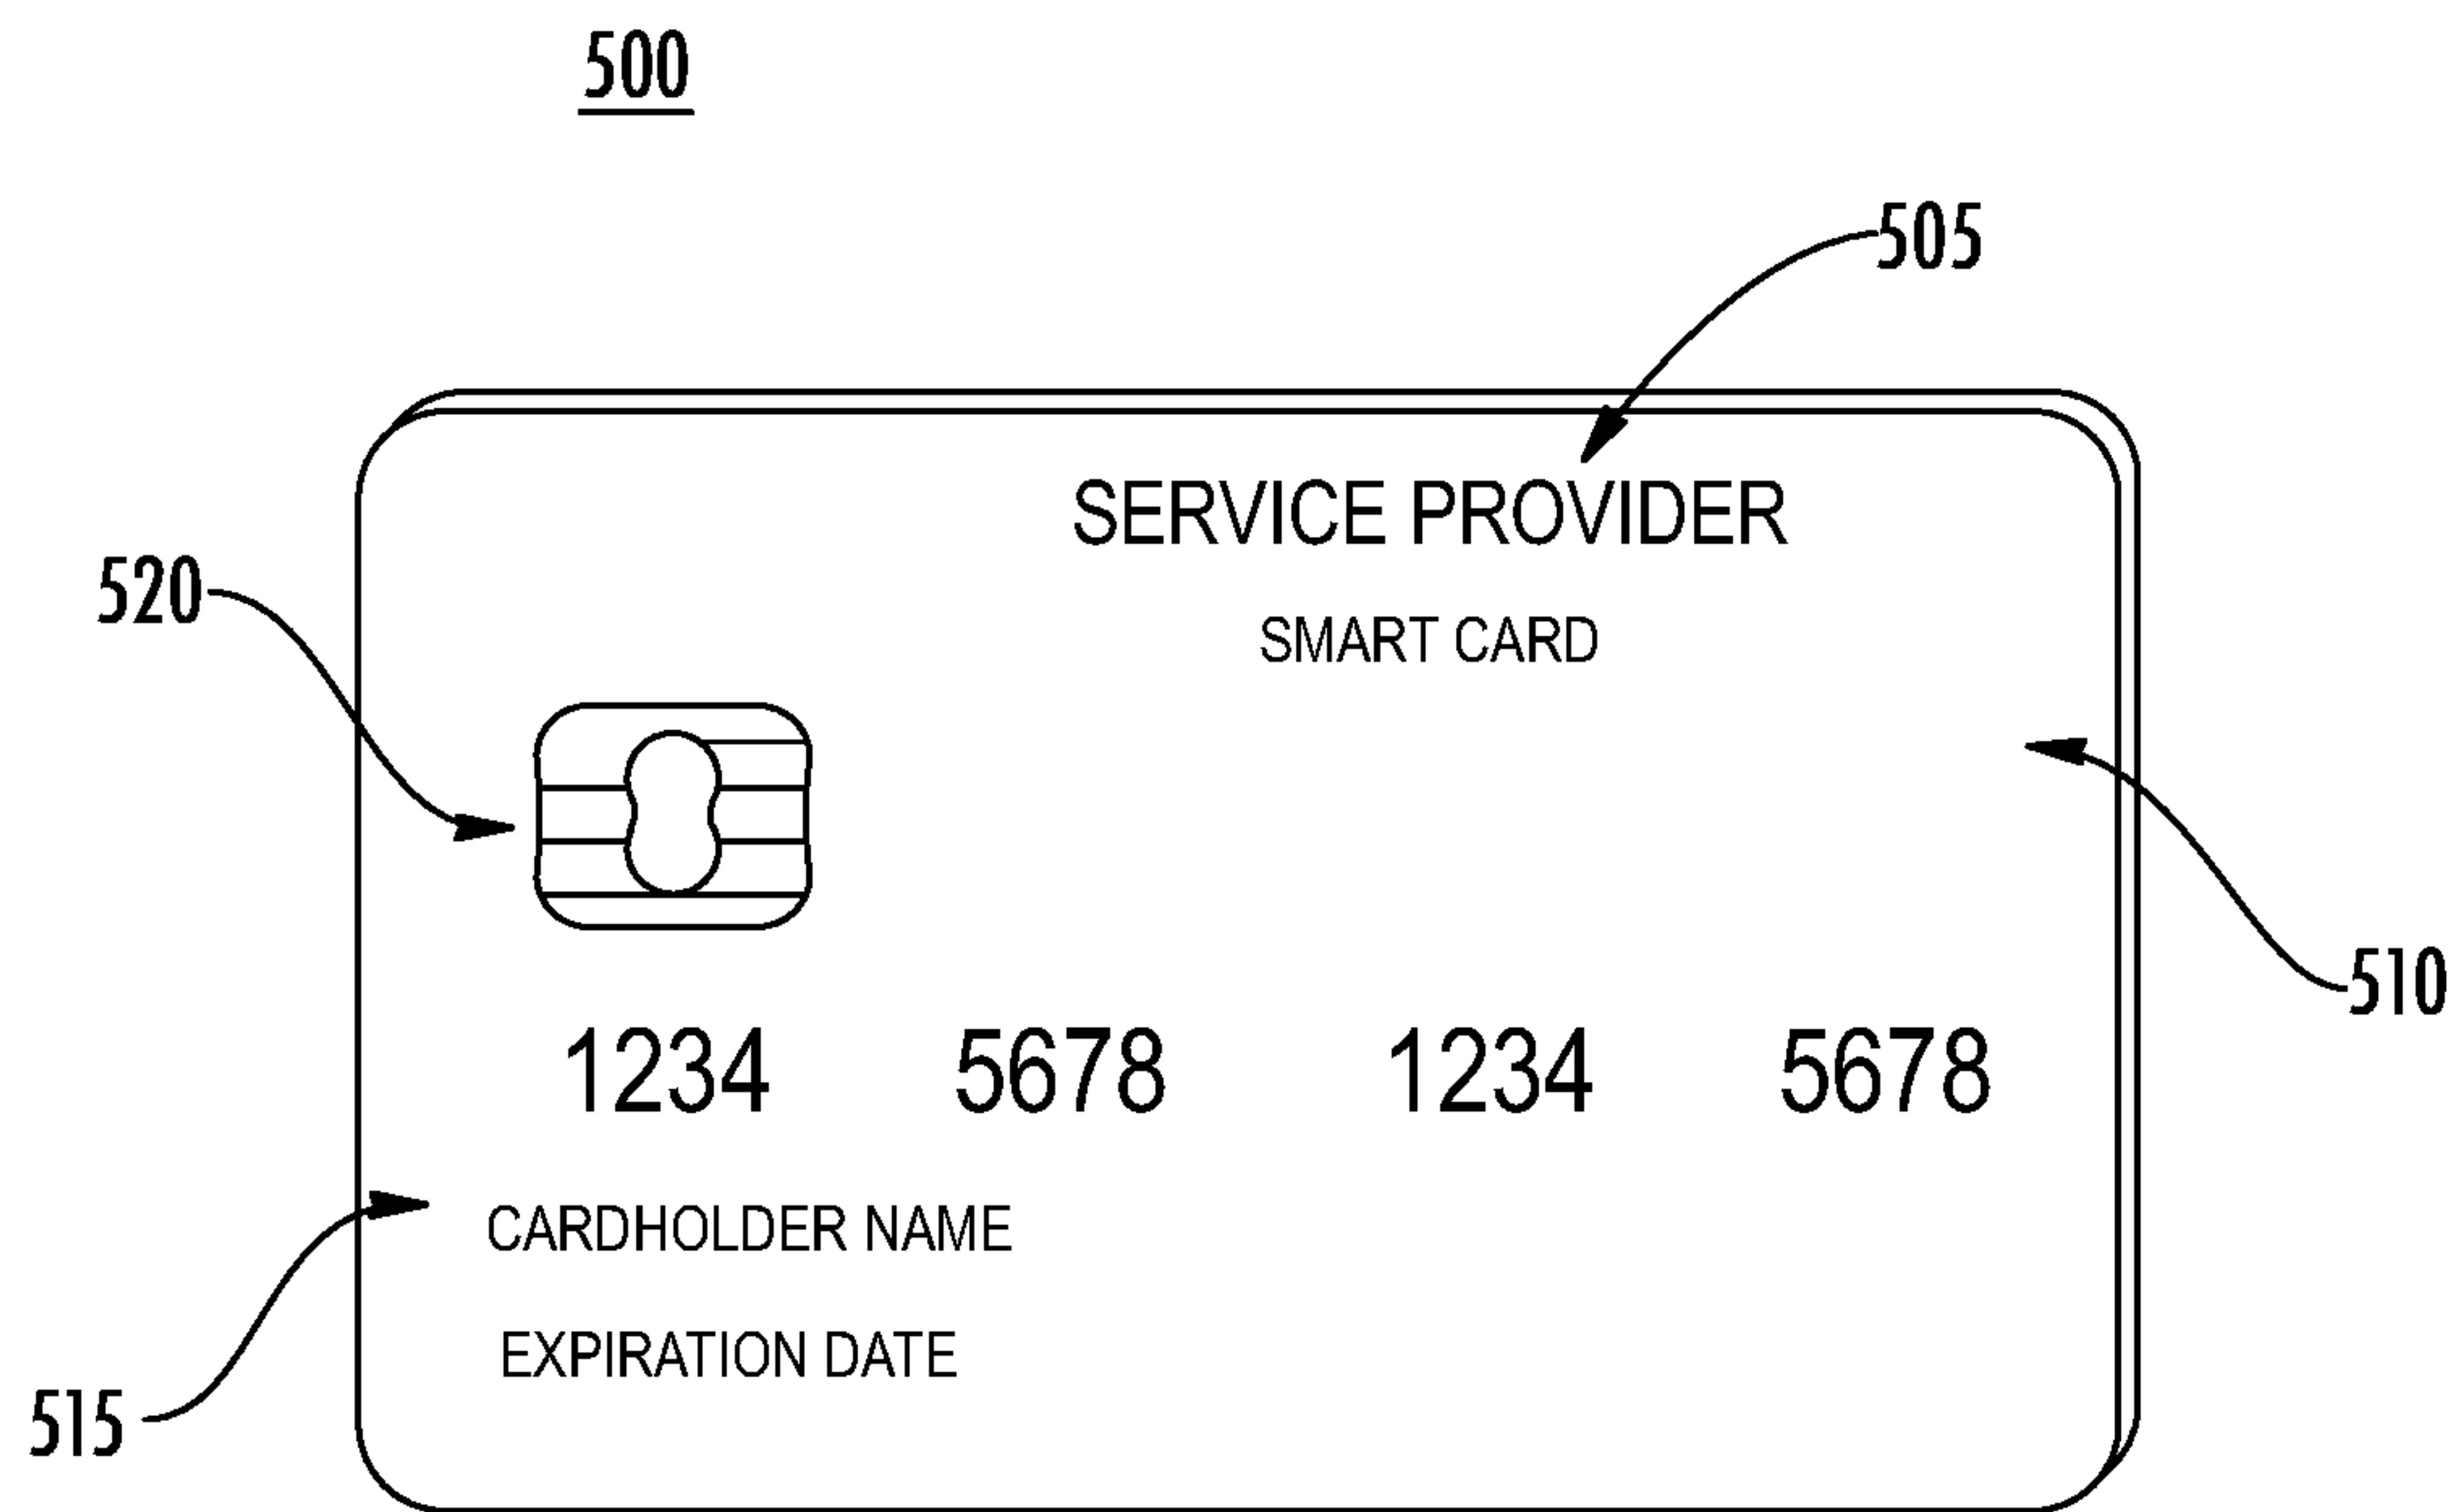 500
505
SERVICE PROVIDER
520
SMART CARD
510
1234 5678 1234 5678
CARDHOLDER NAME
EXPIRATION DATE
515